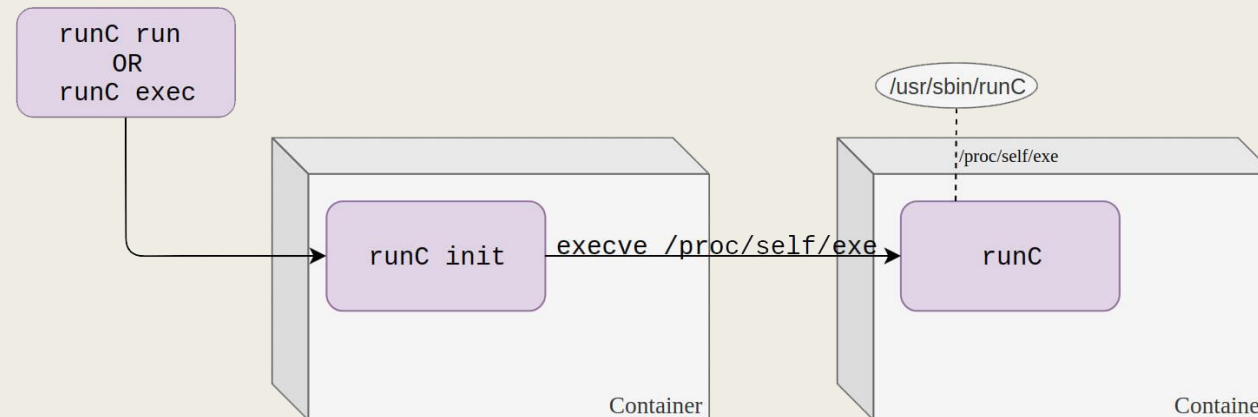 runC run
OR
runC exec
/usr/sbin/runC
/proc/self/exe
runC init
execve /proc/self/exe
runC
Container
Containe